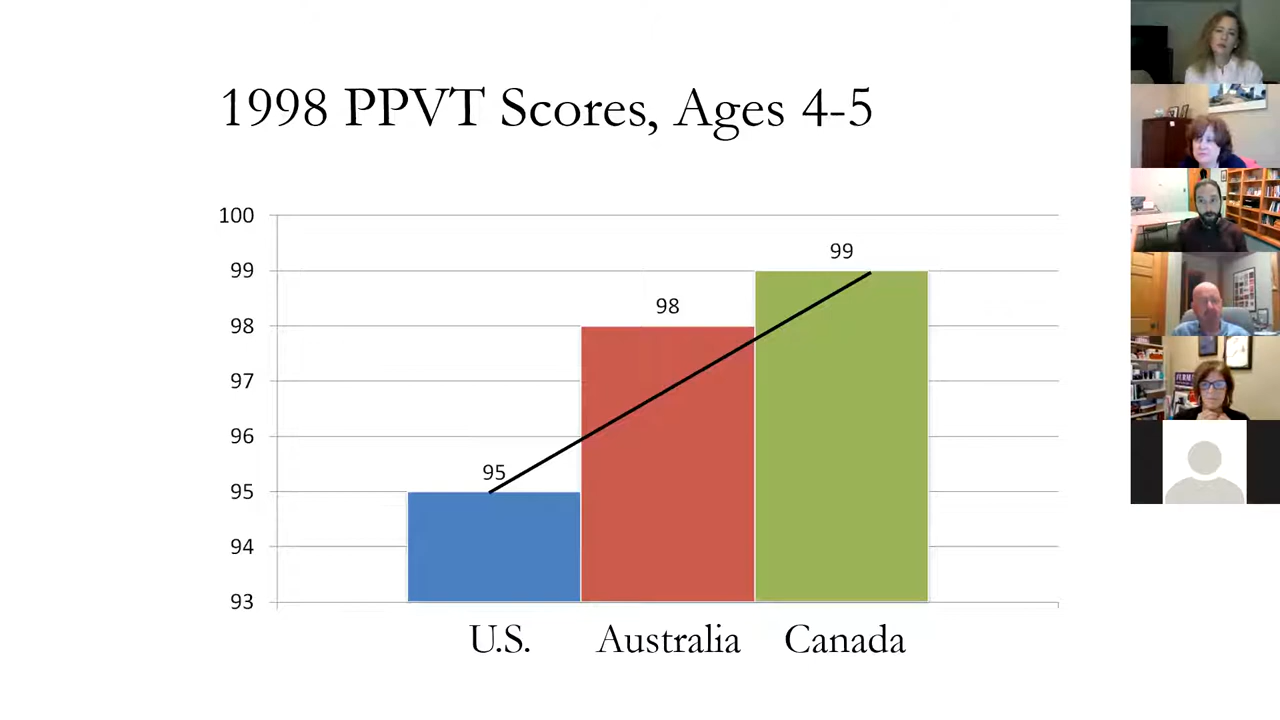 1998 PPVT Scores, Ages 4-5
100
99
98
97
96
95
94
93
95
98
99
U.S.
Australia
Canada